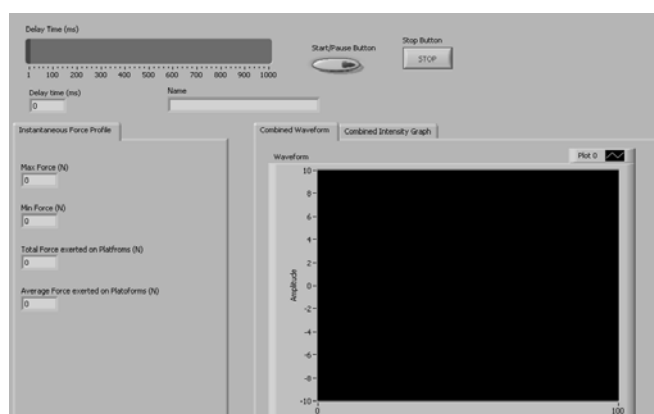 Delay Time (ms)
Start/Pause Button
Stop Button
STOP
1 100 200 300 400 500 600 700 800 900 1000
Delay time (ms)
Name
0
Instantaneous Force Profile
Combined Waveform
Combined Intensity Graph
Waveform
Plot 0
Max Force (N)
0
Min Force (N)
0
Total Force exerted on Platfroms (N)
0
Average Force exerted on Platoforms (N)
0
Amplitude
10
8
6
4
2
0
-2
-4
-6
-8
-10
0
100